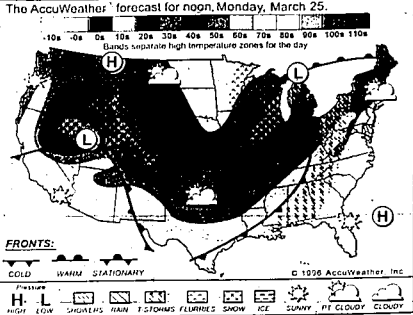 The AccuWeather® forecast for noon, Monday, March 25.
-10s -0s 0s 10s 20s 30s 40s 50s 60s 70s 80s 90s 100s 110s
Bands separate high temperature zones for the day
H
L
L
H
FRONTS:
COLD WARM STATIONARY
© 1996 AccuWeather, Inc
Pressure
H L
HIGH LOW SHOWERS RAIN T-STORMS FLURRIES SNOW ICE SUNNY PT CLOUDY CLOUDY